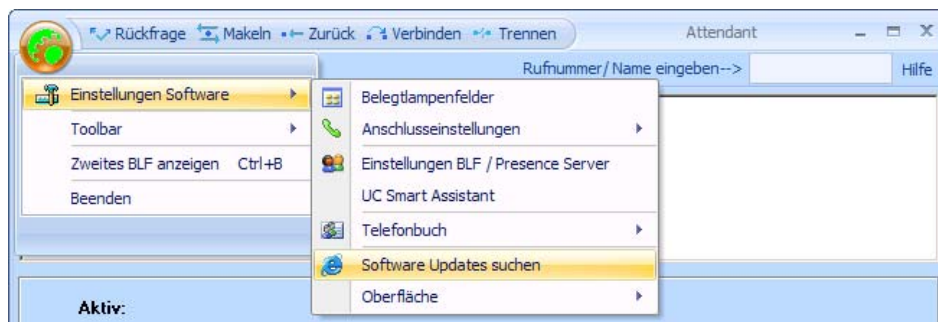 Rückfrage Makeln Zurück Verbinden Trennen Attendant
Rufnummer/ Name eingeben--> Hilfe
Einstellungen Software
Toolbar
Zweites BLF anzeigen Ctrl+B
Beenden
Belegtlampenfelder
Anschlusseinstellungen
Einstellungen BLF / Presence Server
UC Smart Assistant
Telefonbuch
Software Updates suchen
Oberfläche
Aktiv: